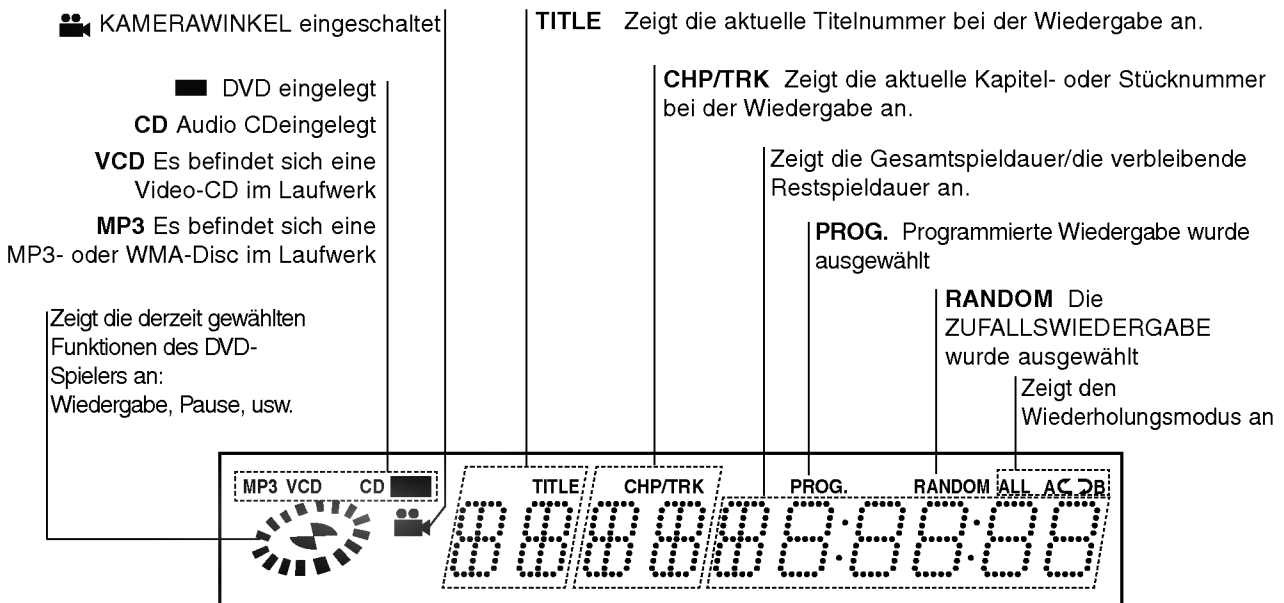 KAMERAWINKEL eingeschaltet
TITLE Zeigt die aktuelle Titelnummer bei der Wiedergabe an.
DVD eingelegt
CD Audio CDeingelegt
VCD Es befindet sich eine
Video-CD im Laufwerk
MP3 Es befindet sich eine
MP3- oder WMA-Disc im Laufwerk
CHP/TRK Zeigt die aktuelle Kapitel- oder Stücknummer
bei der Wiedergabe an.
Zeigt die Gesamtspieldauer/die verbleibende
Restspieldauer an.
PROG. Programmierte Wiedergabe wurde
ausgewählt
RANDOM Die
ZUFALLSWIEDERGABE
wurde ausgewählt
Zeigt den
Wiederholungsmodus an
Zeigt die derzeit gewählten
Funktionen des DVD-
Spielers an:
Wiedergabe, Pause, usw.
MP3 VCD CD TITLE CHP/TRK PROG. RANDOM ALL A B